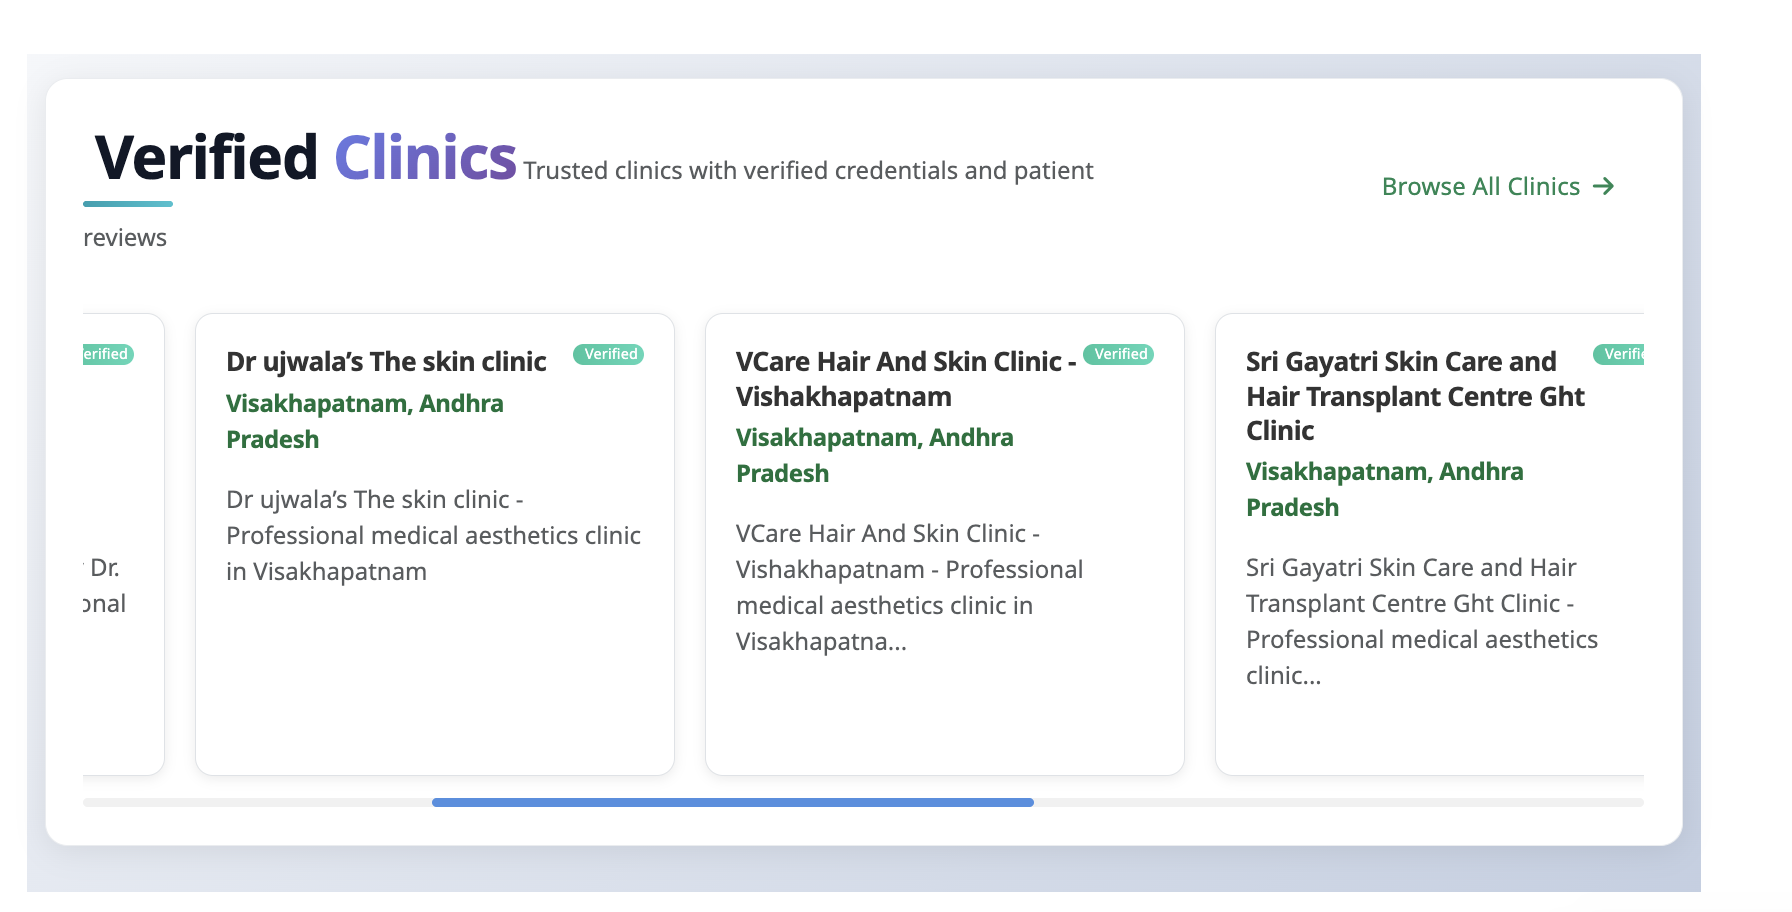 Verified Clinics Trusted clinics with verified credentials and patient
reviews
Browse All Clinics →
erified
Dr.
onal
Dr ujwala’s The skin clinic
Verified
Visakhapatnam, Andhra
Pradesh
Dr ujwala’s The skin clinic -
Professional medical aesthetics clinic
in Visakhapatnam
VCare Hair And Skin Clinic -
Vishakhapatnam
Verified
Visakhapatnam, Andhra
Pradesh
VCare Hair And Skin Clinic -
Vishakhapatnam - Professional
medical aesthetics clinic in
Visakhapatna...
Sri Gayatri Skin Care and
Hair Transplant Centre Ght
Clinic
Verifie
Visakhapatnam, Andhra
Pradesh
Sri Gayatri Skin Care and Hair
Transplant Centre Ght Clinic -
Professional medical aesthetics
clinic...